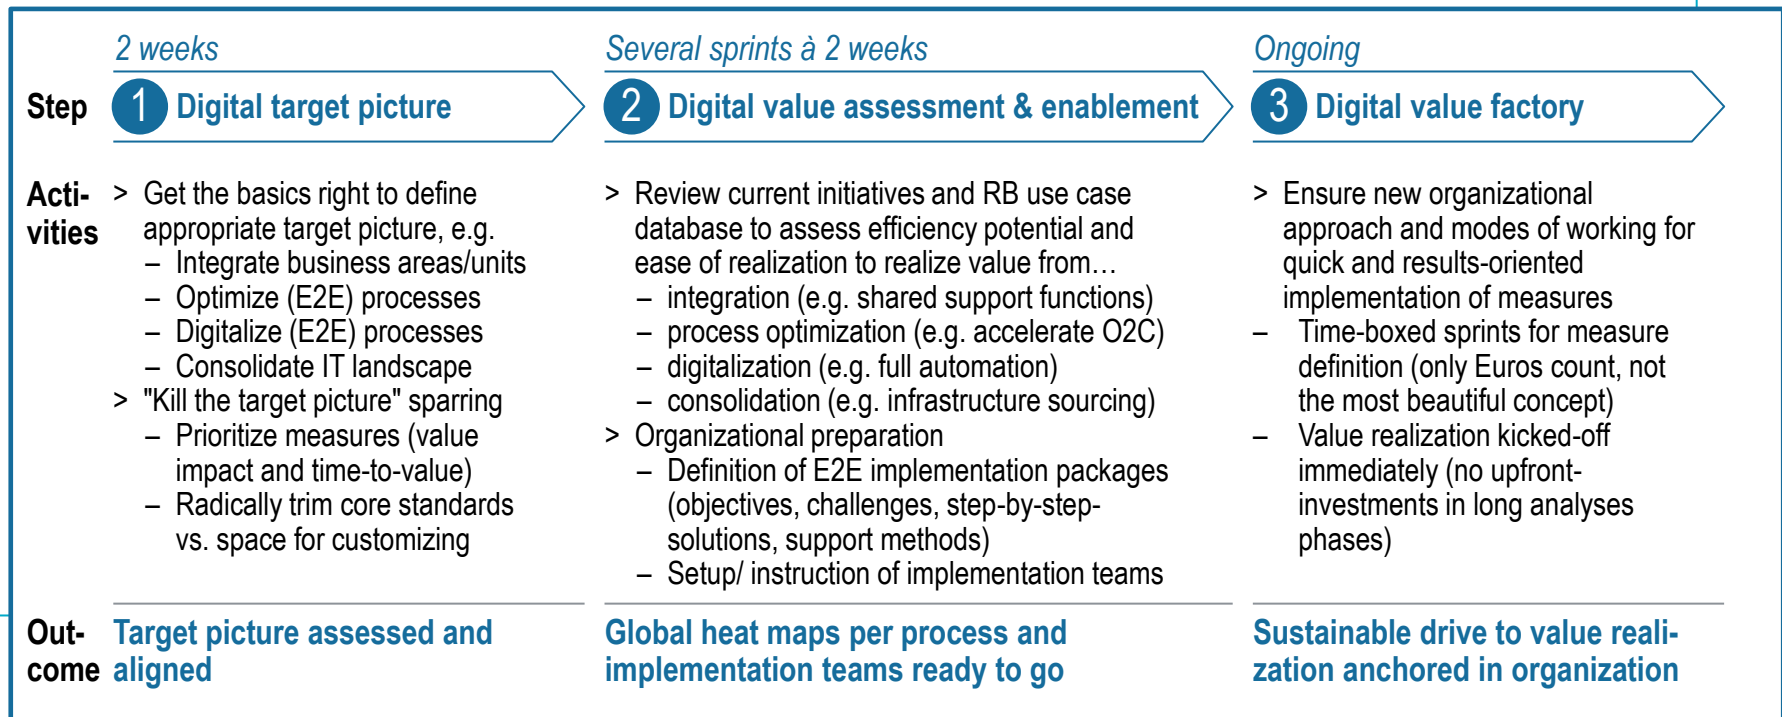 2 weeks
Several sprints à 2 weeks
Ongoing
Step
1 Digital target picture
2 Digital value assessment & enablement
3 Digital value factory
Acti-
vities
> Get the basics right to define
appropriate target picture, e.g.
– Integrate business areas/units
– Optimize (E2E) processes
– Digitalize (E2E) processes
– Consolidate IT landscape
> "Kill the target picture" sparring
– Prioritize measures (value
impact and time-to-value)
– Radically trim core standards
vs. space for customizing
> Review current initiatives and RB use case
database to assess efficiency potential and
ease of realization to realize value from…
– integration (e.g. shared support functions)
– process optimization (e.g. accelerate O2C)
– digitalization (e.g. full automation)
– consolidation (e.g. infrastructure sourcing)
> Organizational preparation
– Definition of E2E implementation packages
(objectives, challenges, step-by-step-
solutions, support methods)
– Setup/ instruction of implementation teams
> Ensure new organizational
approach and modes of working for
quick and results-oriented
implementation of measures
– Time-boxed sprints for measure
definition (only Euros count, not
the most beautiful concept)
– Value realization kicked-off
immediately (no upfront-
investments in long analyses
phases)
Out-
come
Target picture assessed and
aligned
Global heat maps per process and
implementation teams ready to go
Sustainable drive to value reali-
zation anchored in organization